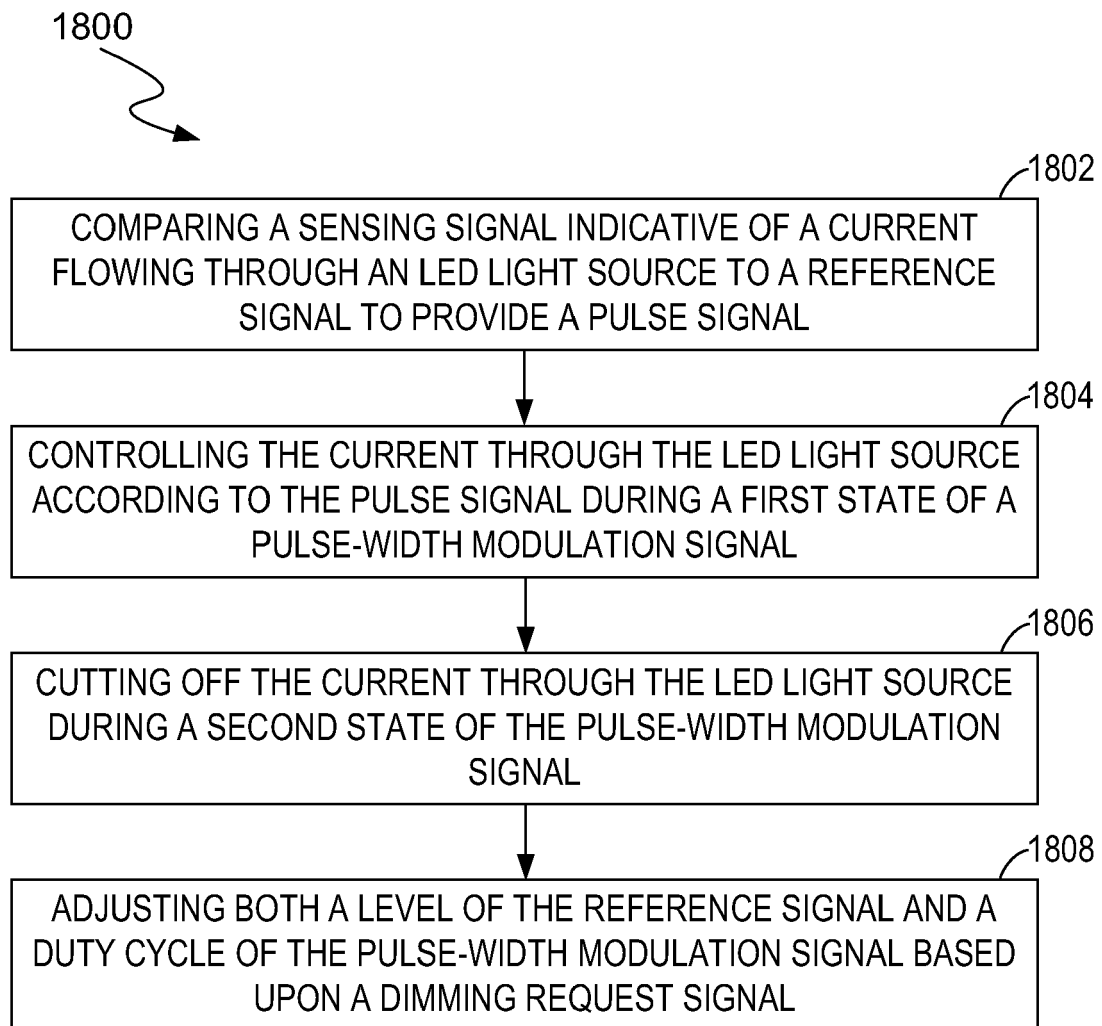 1800
1802
COMPARING A SENSING SIGNAL INDICATIVE OF A CURRENT
FLOWING THROUGH AN LED LIGHT SOURCE TO A REFERENCE
SIGNAL TO PROVIDE A PULSE SIGNAL
1804
CONTROLLING THE CURRENT THROUGH THE LED LIGHT SOURCE
ACCORDING TO THE PULSE SIGNAL DURING A FIRST STATE OF A
PULSE-WIDTH MODULATION SIGNAL
1806
CUTTING OFF THE CURRENT THROUGH THE LED LIGHT SOURCE
DURING A SECOND STATE OF THE PULSE-WIDTH MODULATION
SIGNAL
1808
ADJUSTING BOTH A LEVEL OF THE REFERENCE SIGNAL AND A
DUTY CYCLE OF THE PULSE-WIDTH MODULATION SIGNAL BASED
UPON A DIMMING REQUEST SIGNAL